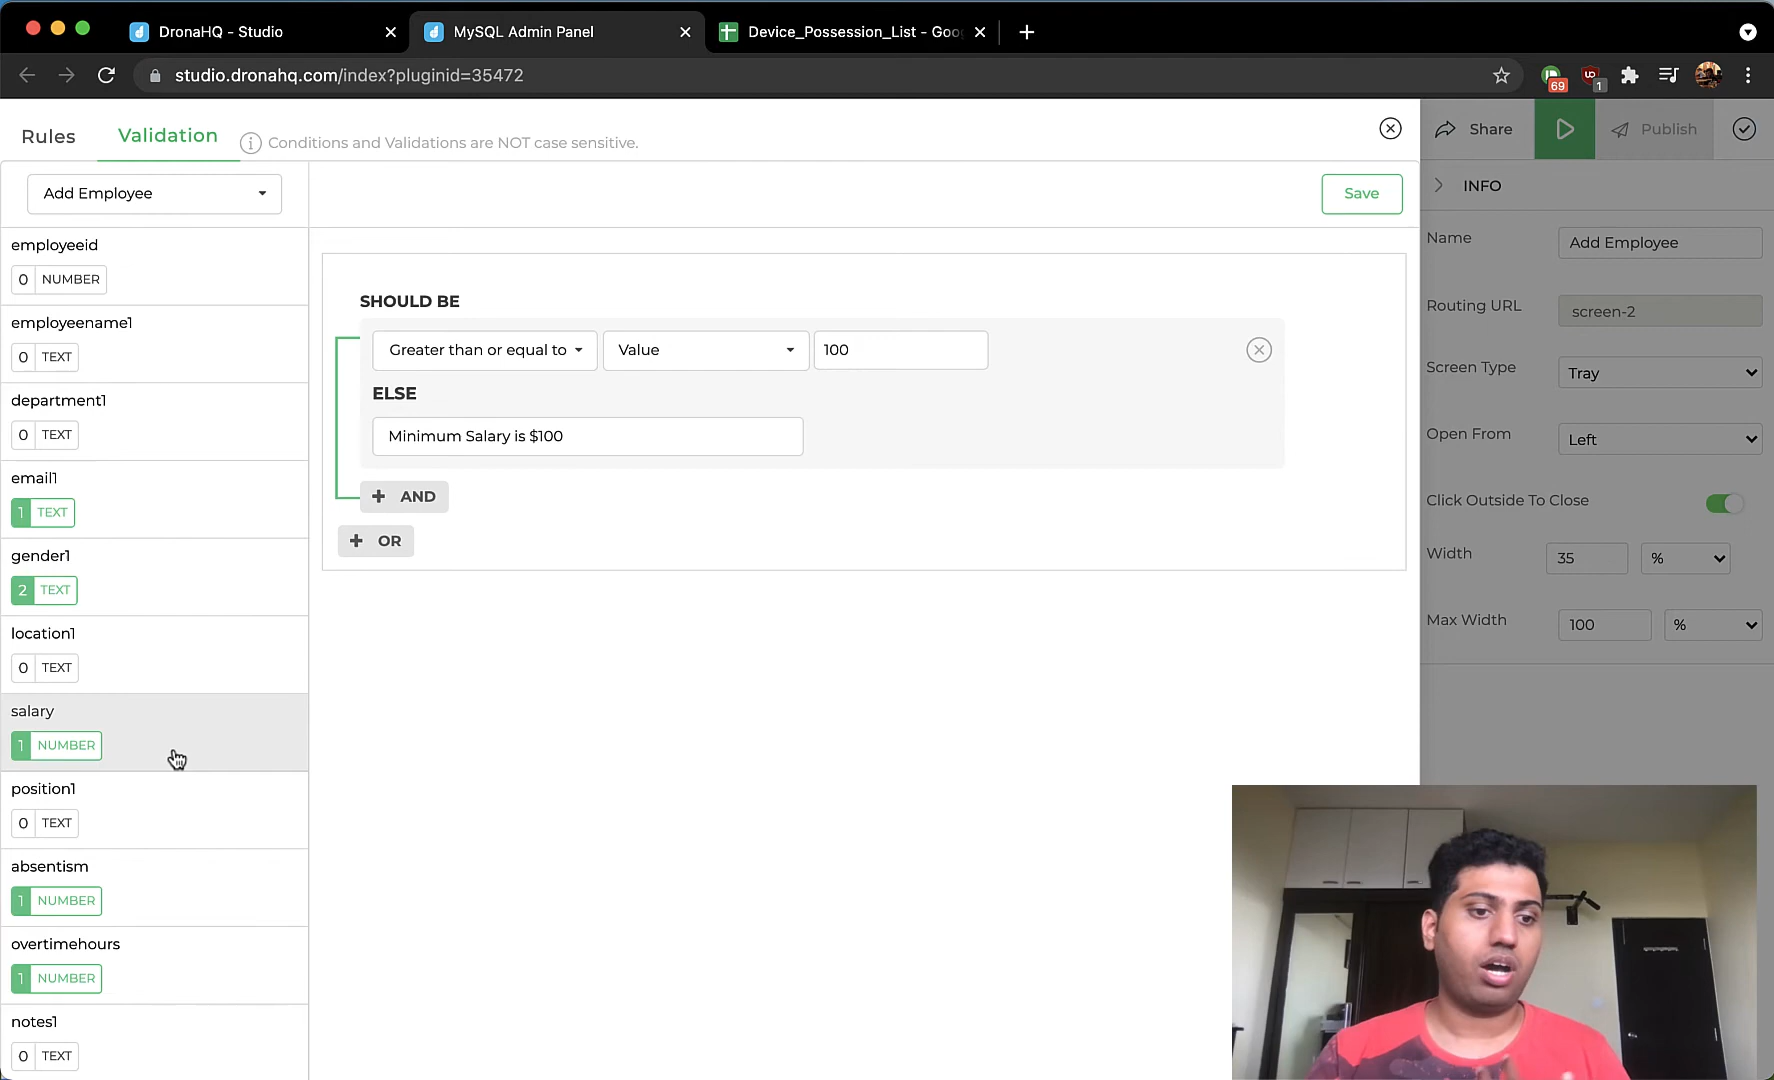 DronaHQ - Studio
MySQL Admin Panel
Device_Possession_List - Goo
studio.dronahq.com/index?pluginid=35472
69
1
Rules
Validation
Conditions and Validations are NOT case sensitive.
Share
Publish
Add Employee
Save
INFO
employeeid
0 NUMBER
employeename1
0 TEXT
department1
0 TEXT
email1
1 TEXT
gender1
2 TEXT
location1
0 TEXT
salary
1 NUMBER
position1
0 TEXT
absentism
1 NUMBER
overtimehours
1 NUMBER
notes1
0 TEXT
SHOULD BE
Greater than or equal to
Value
100
ELSE
Minimum Salary is $100
+ AND
+ OR
Name
Add Employee
Routing URL
screen-2
Screen Type
Tray
Open From
Left
Click Outside To Close
Width
35
%
Max Width
100
%